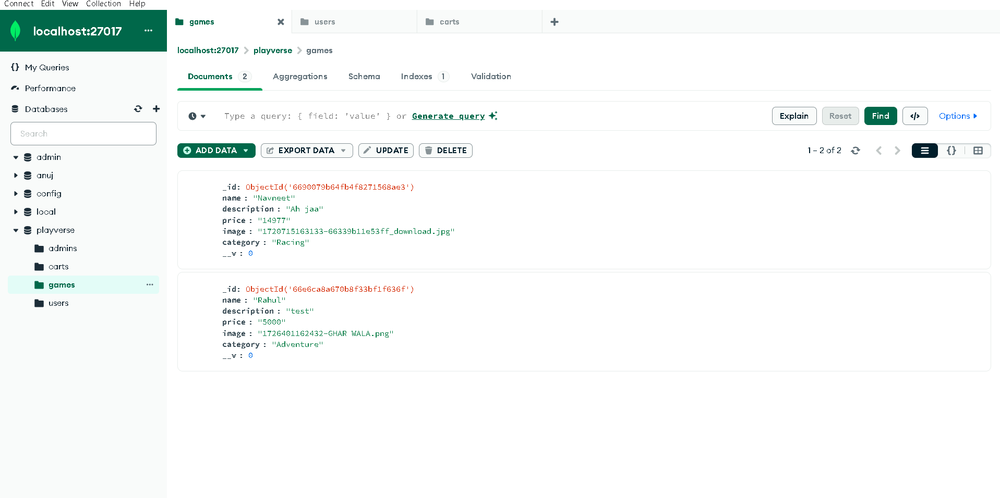 Connect Edit View Collection Help
localhost:27017
games
users
carts
localhost:27017 > playverse > games
My Queries
Performance
Databases
Search
admin
anuj
config
local
playverse
admins
carts
games
users
Documents 2 Aggregations Schema Indexes 1 Validation
Type a query: { field: 'value' } or Generate query
Explain Reset Find </> Options
ADD DATA EXPORT DATA UPDATE DELETE
1 – 2 of 2 {}
_id: ObjectId('6690079b64fb4f8271568ae3')
name : "Navneet"
description : "Ah jaa"
price : "14977"
image : "1720715163133-66339b11e53ff_download.jpg"
category : "Racing"
__v : 0
_id: ObjectId('66e6ca8a670b8f33bf1f636f')
name : "Rahul"
description : "test"
price : "5000"
image : "1726401162432-GHAR WALA.png"
category : "Adventure"
__v : 0